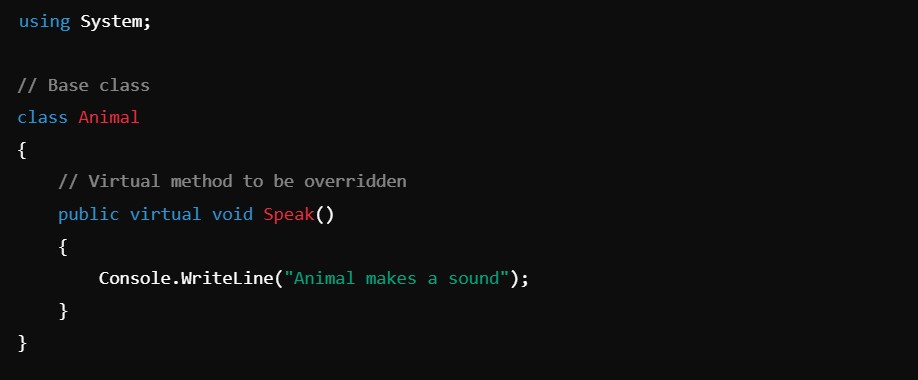 using System;
// Base class
class Animal
{
// Virtual method to be overridden
public virtual void Speak()
{
Console.WriteLine("Animal makes a sound");
}
}